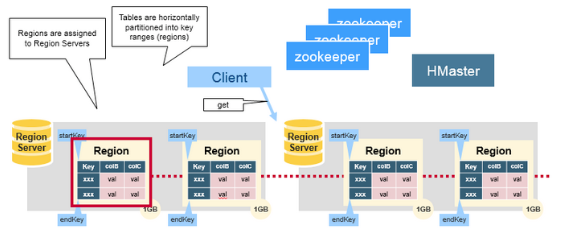 Regions are assigned
to Region Servers
Tables are horizontally
partitioned into key
ranges (regions)
zookeeper
zookeeper
zookeeper
Client
HMaster
get
Region
Server
startKey
Region
Key colB colC
xxx val val
xxx val val
endKey
1GB
startKey
Region
Key colB colC
xxx val val
xxx val val
endKey
1GB
Region
Server
startKey
Region
Key colB colC
xxx val val
xxx val val
endKey
1GB
startKey
Region
Key colB colC
xxx val val
xxx val val
endKey
1GB